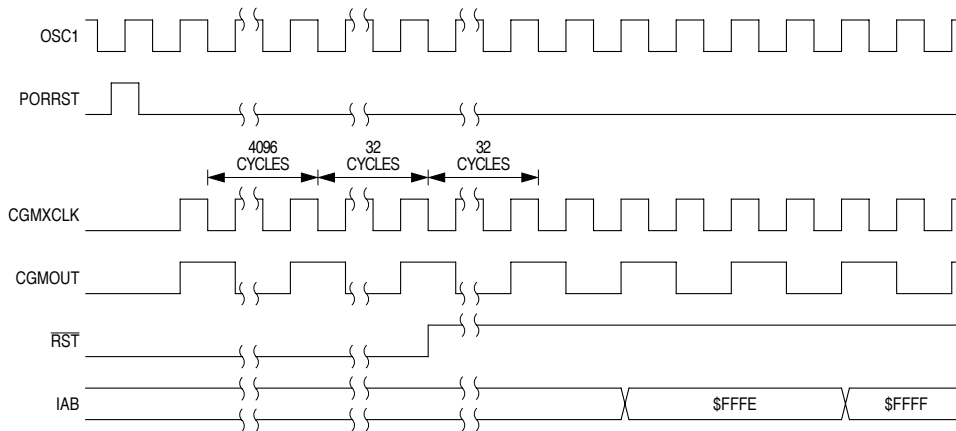 OSC1
PORRST
4096
CYCLES
32
CYCLES
32
CYCLES
CGMXCLK
CGMOUT
RST
IAB
$FFFE
$FFFF